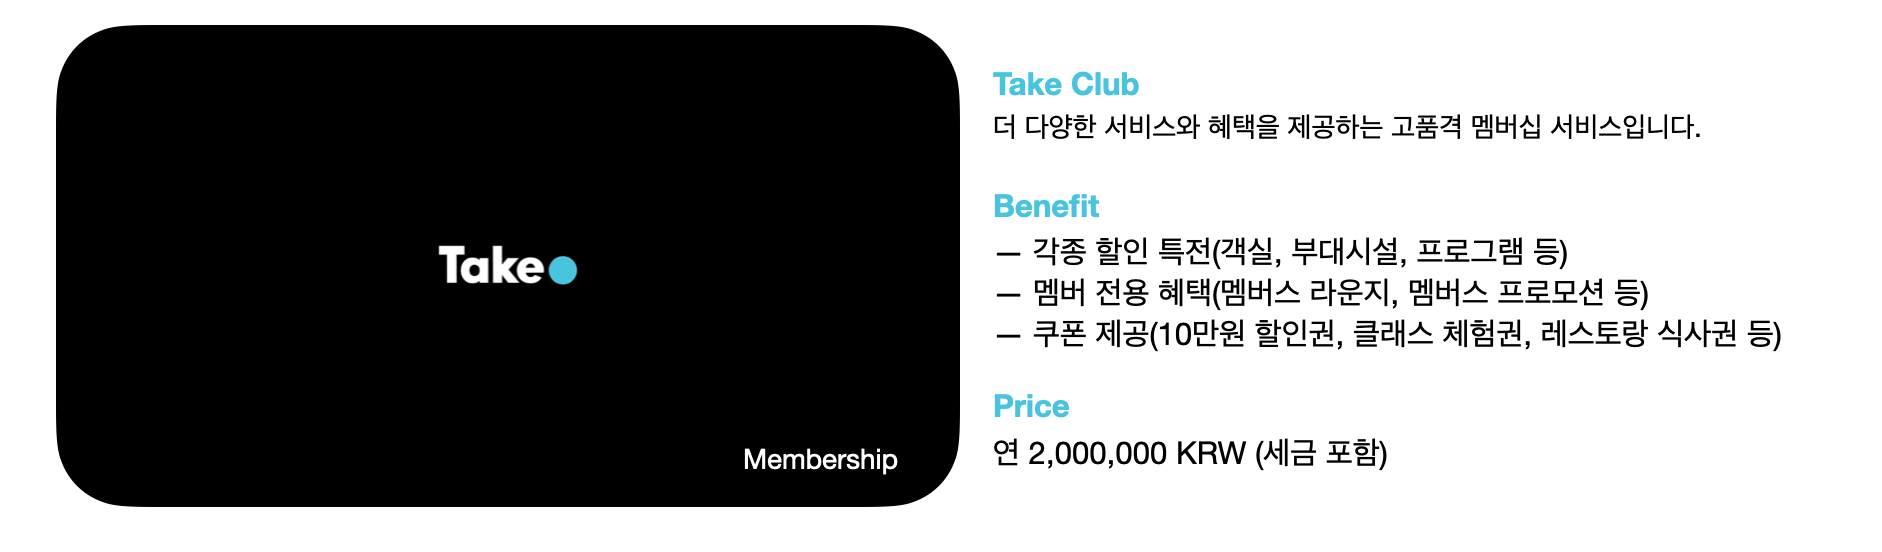 Take
Membership
Take Club
더 다양한 서비스와 혜택을 제공하는 고품격 멤버십 서비스입니다.
Benefit
— 각종 할인 특전(객실, 부대시설, 프로그램 등)
— 멤버 전용 혜택(멤버스 라운지, 멤버스 프로모션 등)
— 쿠폰 제공(10만원 할인권, 클래스 체험권, 레스토랑 식사권 등)
Price
연 2,000,000 KRW (세금 포함)